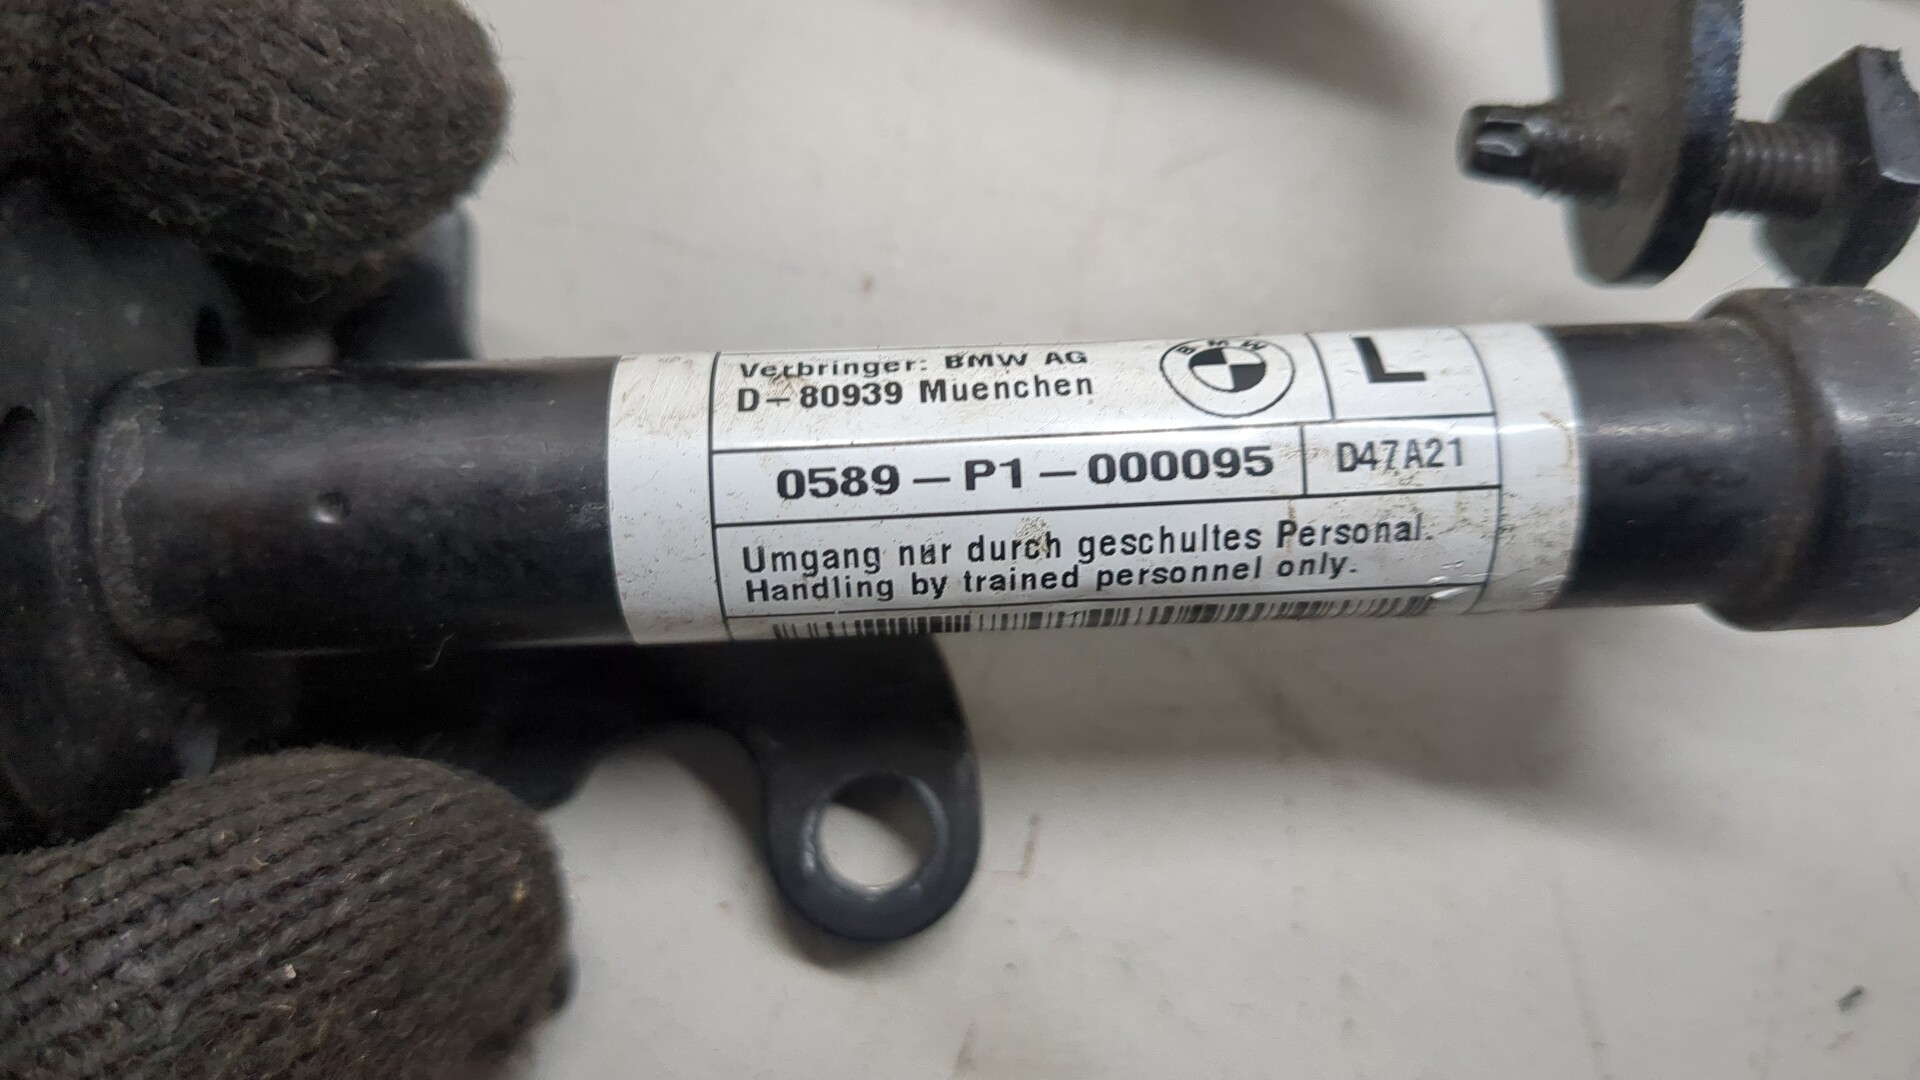 Verbringer: BMW AG
D-80939 Muenchen
BMW
L
0589-P1-000095
D47A21
Umgang nur durch geschultes Personal.
Handling by trained personnel only.